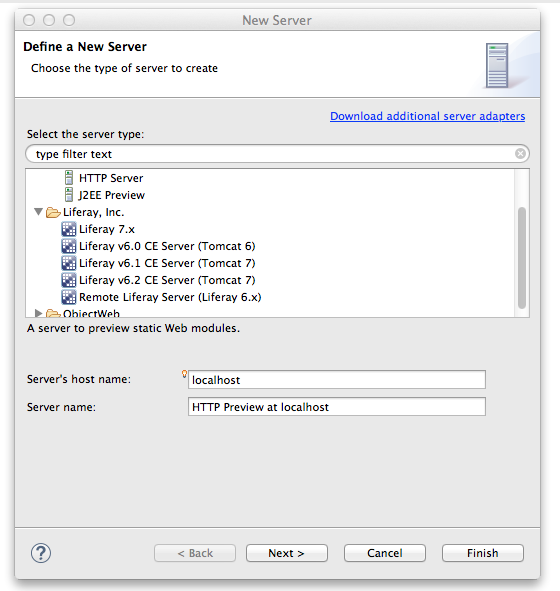 New Server
Define a New Server
Choose the type of server to create
Download additional server adapters
Select the server type:
type filter text
HTTP Server
J2EE Preview
Liferay, Inc.
Liferay 7.x
Liferay v6.0 CE Server (Tomcat 6)
Liferay v6.1 CE Server (Tomcat 7)
Liferay v6.2 CE Server (Tomcat 7)
Remote Liferay Server (Liferay 6.x)
ObjectWeb
A server to preview static Web modules.
Server's host name: localhost
Server name: HTTP Preview at localhost
? < Back Next > Cancel Finish